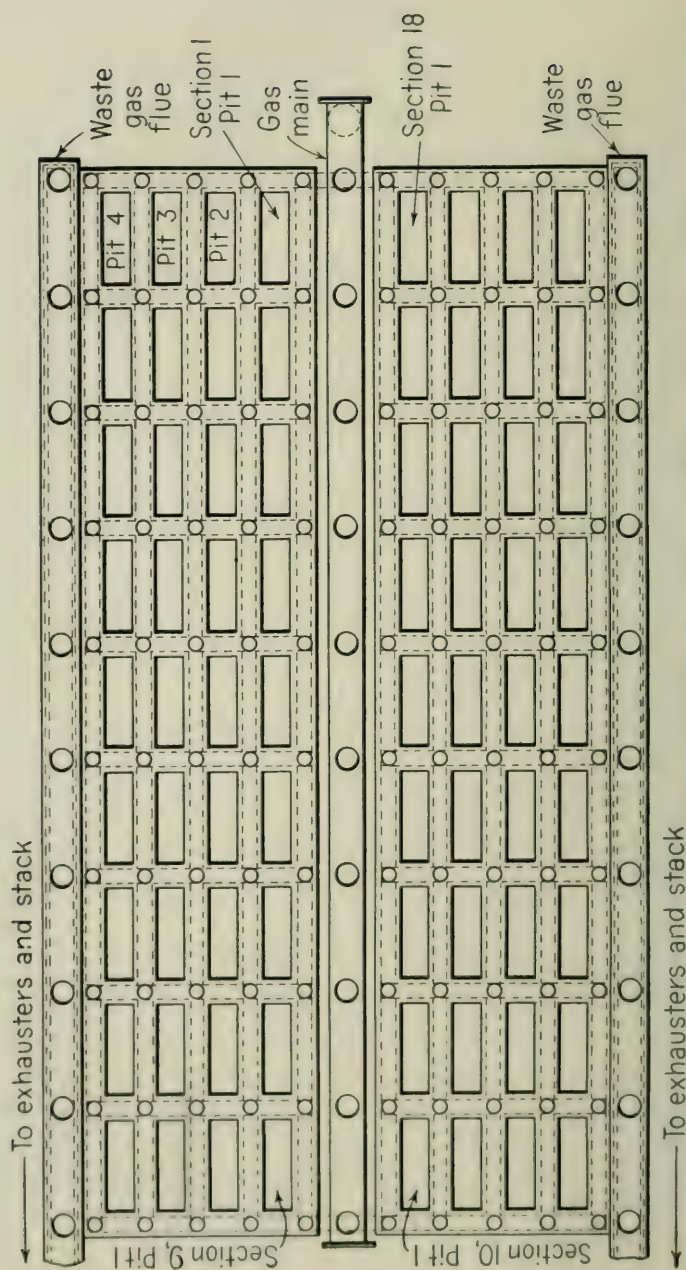 To exhausters and stack
Waste
gas
flue
Pit 4
Pit 3
Pit 2
Section 1
Pit 1
Gas
main
Section 9, Pit 1
Section 10, Pit 1
Section 18
Pit 1
Waste
gas
flue
To exhausters and stack